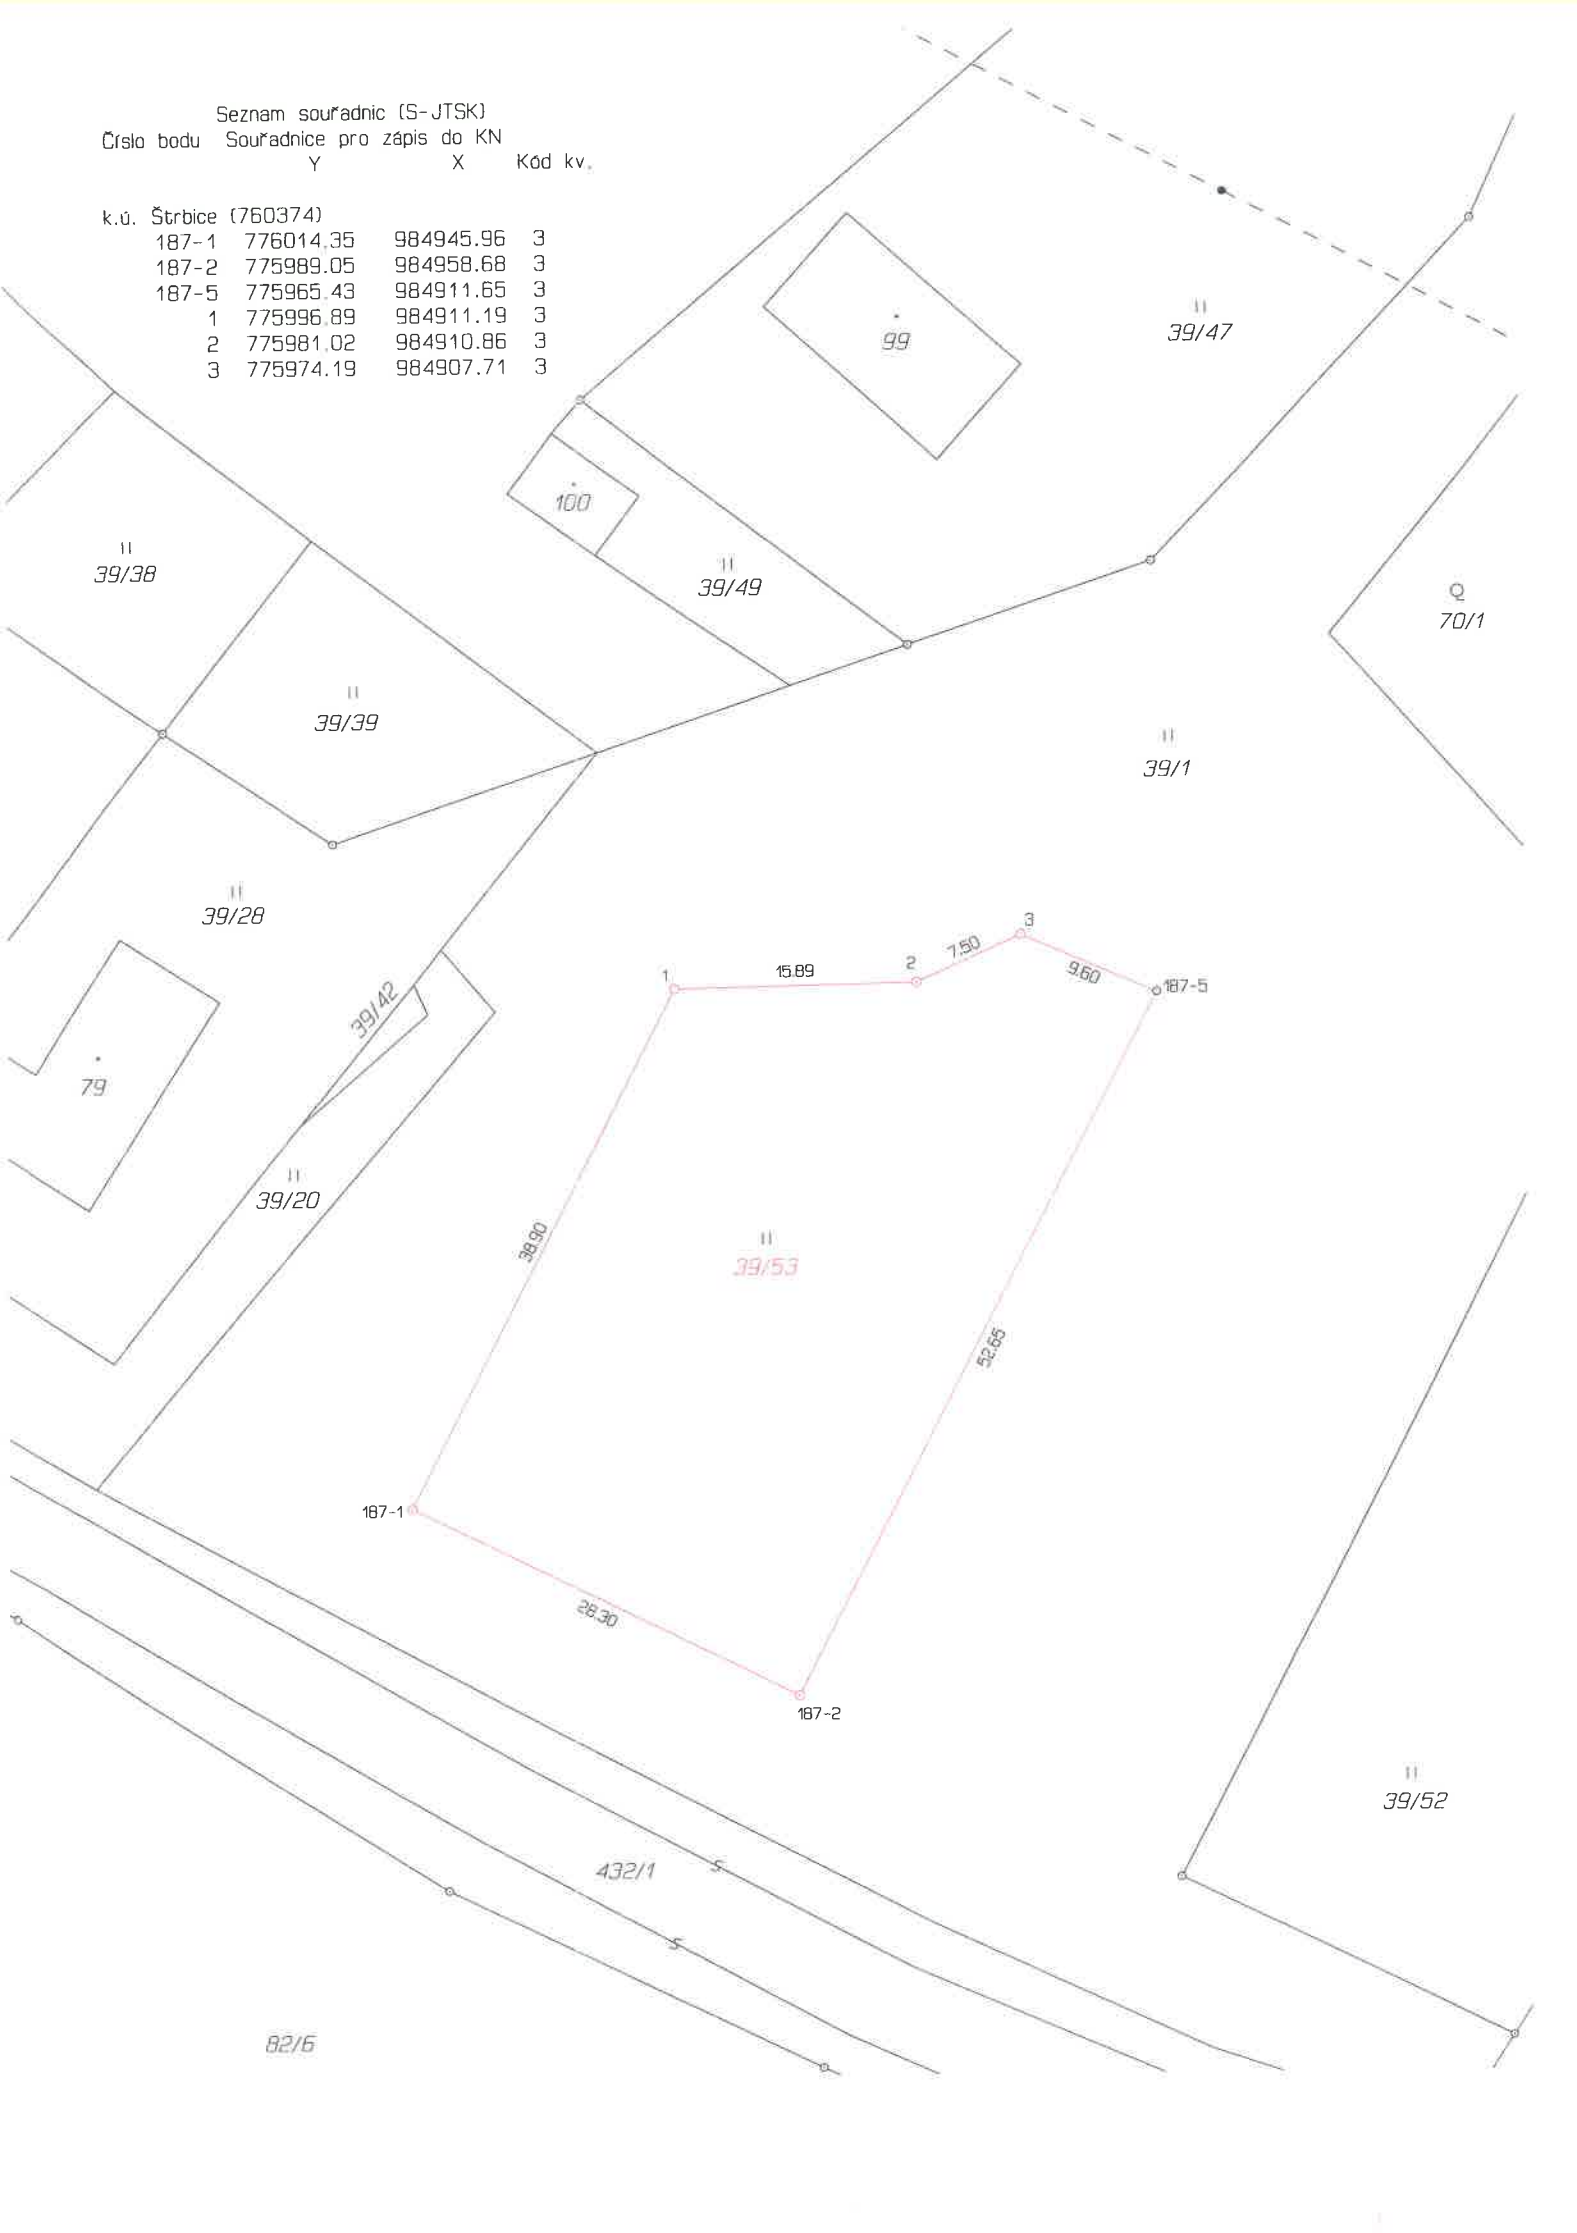 Seznam souřadnic (S-JTSK)
Číslo bodu Souřadnice pro zápis do KN
Y X Kód kv.
k.ú. Štrbice (760374)
187-1 776014.35 984945.96 3
187-2 775989.05 984958.68 3
187-5 775965.43 984911.65 3
1 775996.89 984911.19 3
2 775981.02 984910.86 3
3 775974.19 984907.71 3
39/47
99
100
39/38
39/49
Q
70/1
39/39
39/1
39/28
3
7.50
2
15.89
1
9.60
187-5
39/42
79
39/20
38.90
39/53
52.65
187-1
28.30
187-2
39/52
432/1
82/6